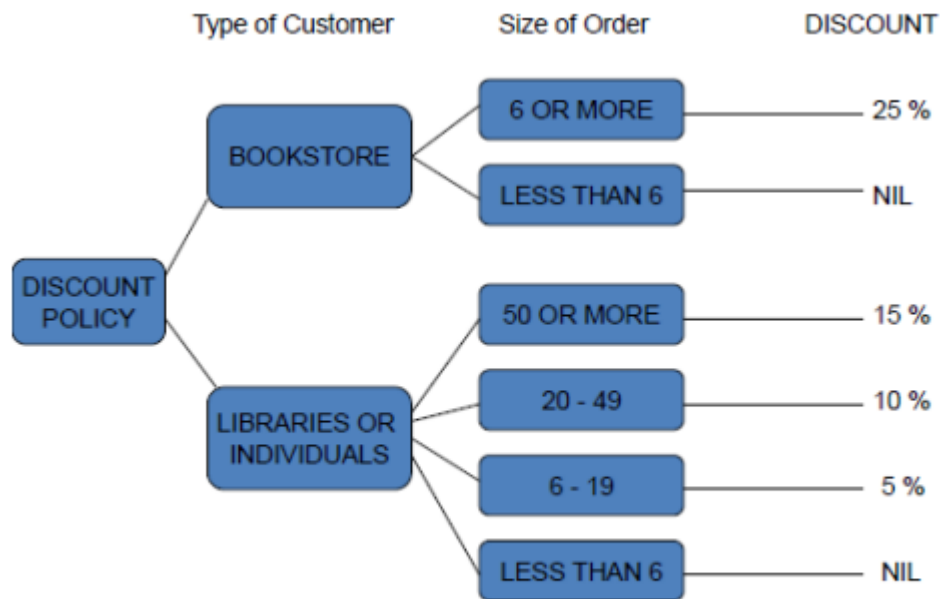 Type of Customer Size of Order DISCOUNT
6 OR MORE 25 %
BOOKSTORE
LESS THAN 6 NIL
DISCOUNT
POLICY
50 OR MORE 15 %
20 - 49 10 %
LIBRARIES OR
INDIVIDUALS
6 - 19 5 %
LESS THAN 6 NIL